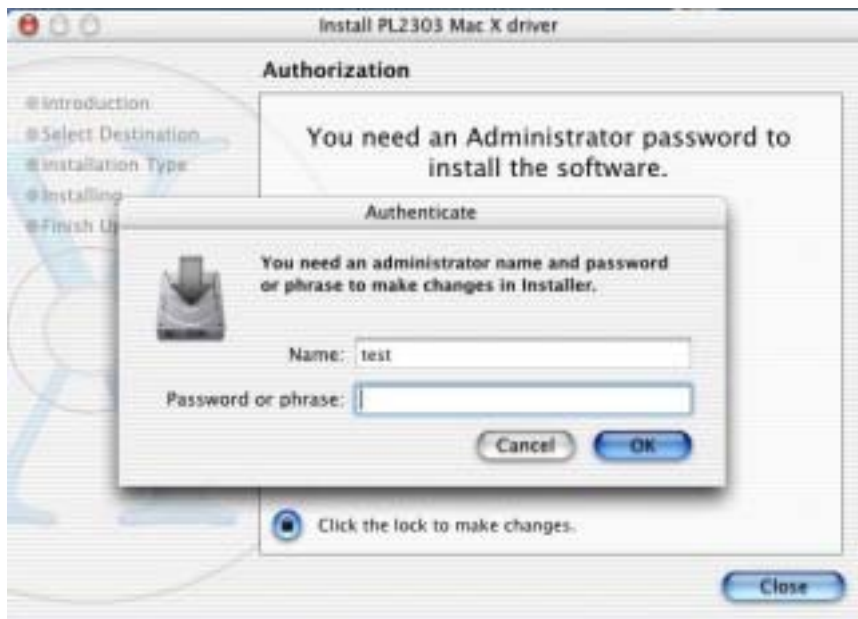 Install PL2303 Mac X driver
Authorization
Introduction
Select Destination
Installation Type
Installing
Finish Up
You need an Administrator password to
install the software.
Authenticate
You need an administrator name and password
or phrase to make changes in Installer.
Name: test
Password or phrase:
Cancel
OK
Click the lock to make changes.
Close